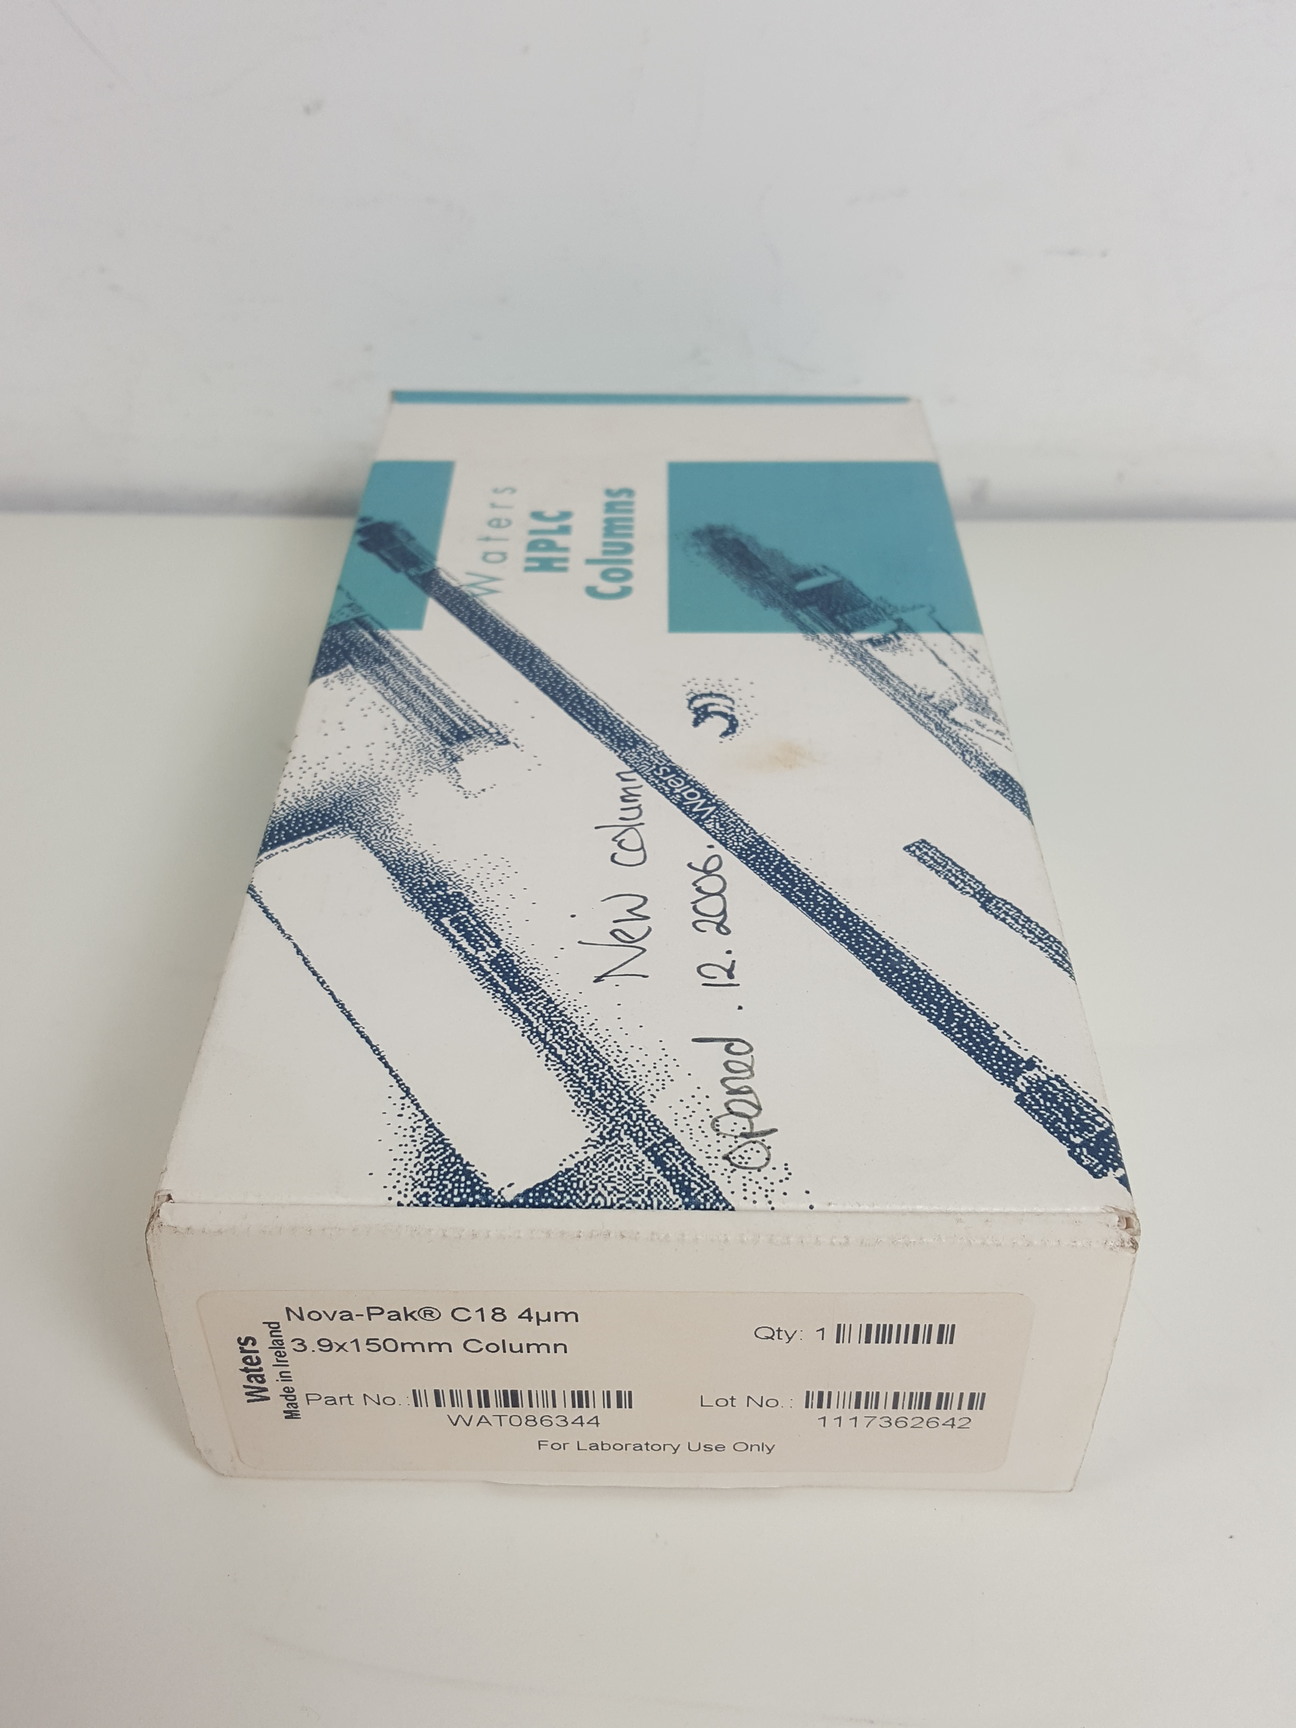 Waters
HPLC
Columns
Waters
New column
Opened . 12. 2006.
Waters
Made in Ireland
Nova-Pak® C18 4µm
3.9x150mm Column
Qty: 1
Part No.:
WAT086344
Lot No.:
1117362642
For Laboratory Use Only